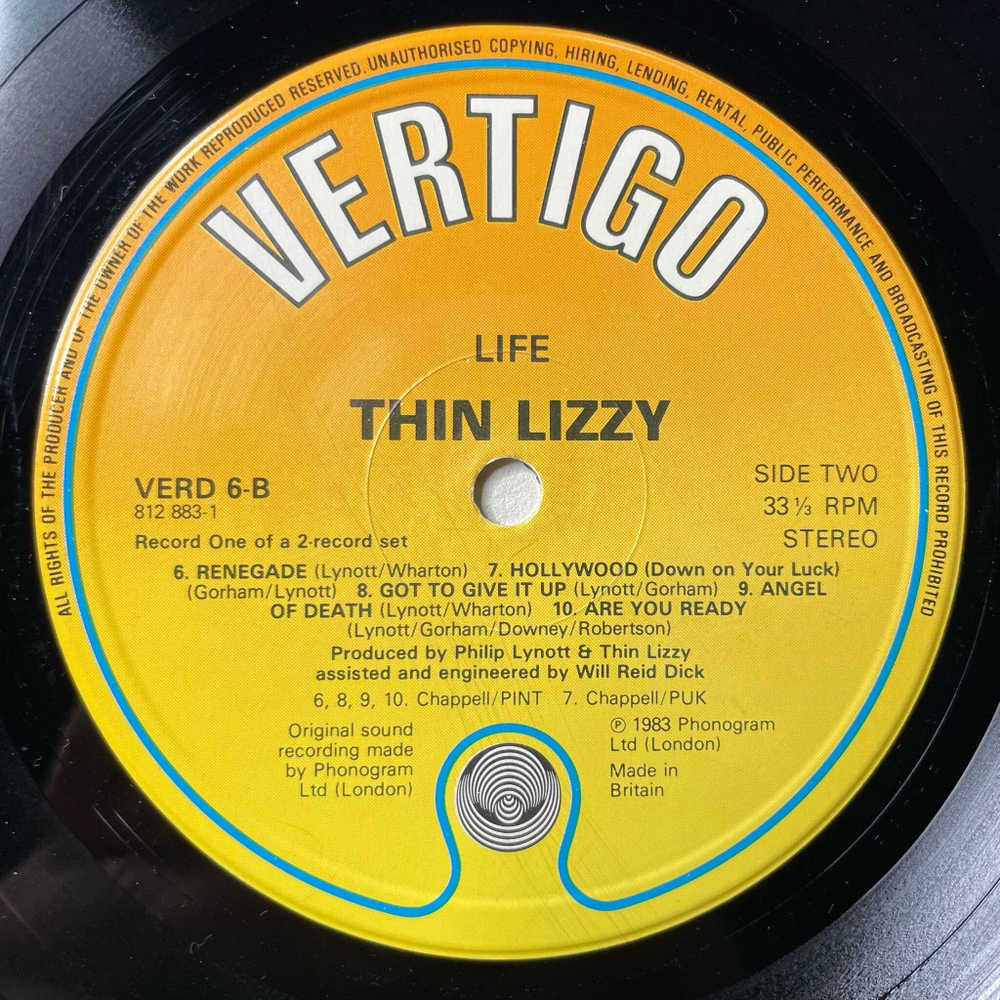 ALL RIGHTS OF THE PRODUCER AND OF THE OWNER OF THE WORK REPRODUCED RESERVED. UNAUTHORISED COPYING, HIRING, LENDING, RENTAL, PUBLIC PERFORMANCE AND BROADCASTING OF THIS RECORD PROHIBITED
VERTIGO
LIFE
THIN LIZZY
VERD 6-B
812 883-1
Record One of a 2-record set
SIDE TWO
33⅓ RPM
STEREO
6. RENEGADE (Lynott/Wharton) 7. HOLLYWOOD (Down on Your Luck)
(Gorham/Lynott) 8. GOT TO GIVE IT UP (Lynott/Gorham) 9. ANGEL
OF DEATH (Lynott/Wharton) 10. ARE YOU READY
(Lynott/Gorham/Downey/Robertson)
Produced by Philip Lynott & Thin Lizzy
assisted and engineered by Will Reid Dick
6, 8, 9, 10. Chappell/PINT 7. Chappell/PUK
Original sound
recording made
by Phonogram
Ltd (London)
℗ 1983 Phonogram
Ltd (London)
Made in
Britain